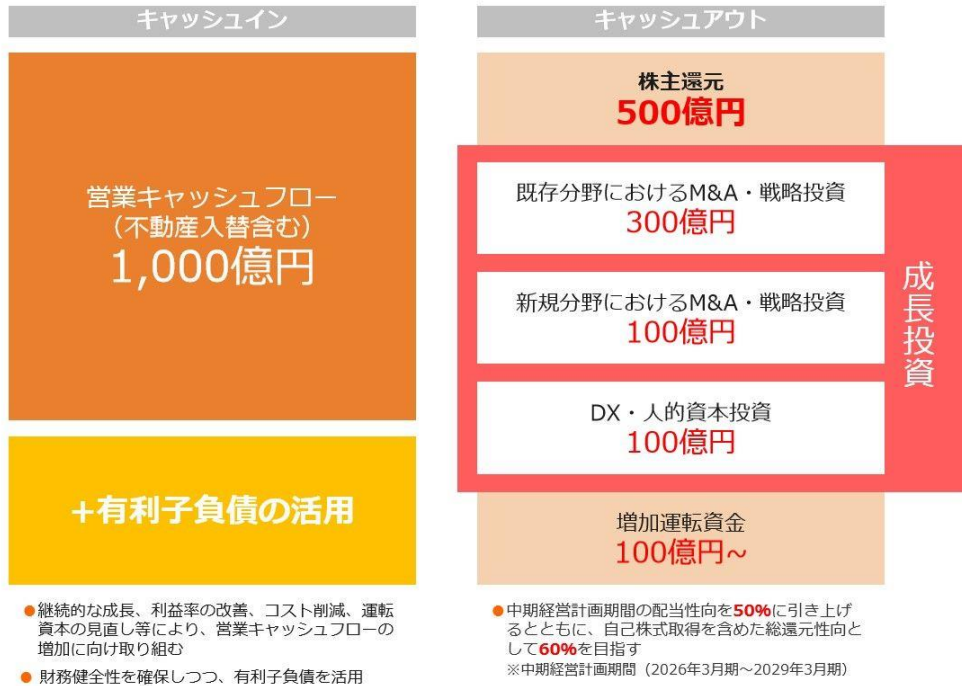 キャッシュイン
営業キャッシュフロー
（不動産入替含む）
1,000億円
+有利子負債の活用
●継続的な成長、利益率の改善、コスト削減、運転
資本の見直し等により、営業キャッシュフローの
増加に向け取り組む
● 財務健全性を確保しつつ、有利子負債を活用
キャッシュアウト
株主還元
500億円
既存分野におけるM&A・戦略投資
300億円
新規分野におけるM&A・戦略投資
100億円
DX・人的資本投資
100億円
成長投資
増加運転資金
100億円~
●中期経営計画期間の配当性向を50%に引き上げ
るとともに、自己株式取得を含めた総還元性向と
して60%を目指す
※中期経営計画期間（2026年3月期～2029年3月期）